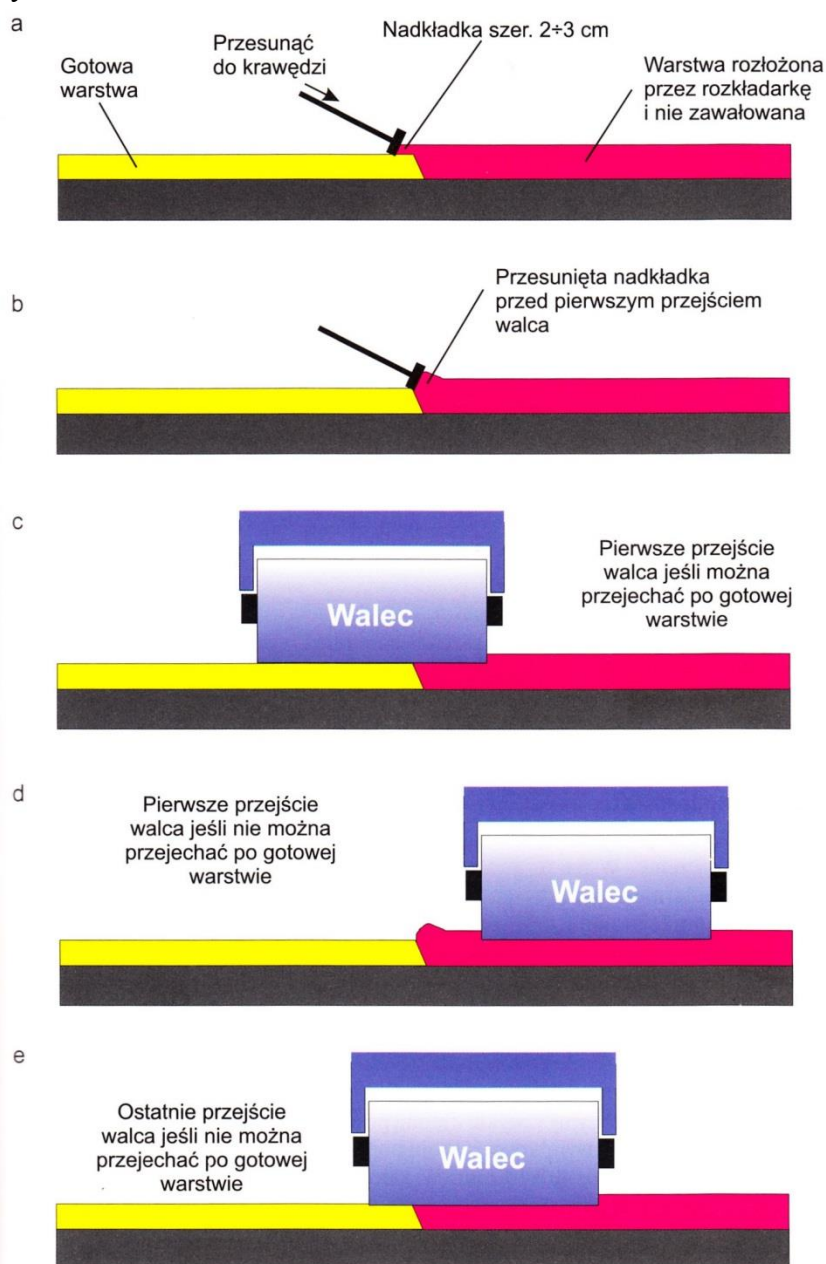 a
Gotowa
warstwa
Przesunąć
do krawędzi
Nadkładka szer. 2÷3 cm
Warstwa rozłożona
przez rozkładarkę
i nie zawałowana
b
Przesunięta nadkładka
przed pierwszym przejściem
walca
c
Walec
Pierwsze przejście
walca jeśli można
przejechać po gotowej
warstwie
d
Pierwsze przejście
walca jeśli nie można
przejechać po gotowej
warstwie
Walec
e
Ostatnie przejście
walca jeśli nie można
przejechać po gotowej
warstwie
Walec